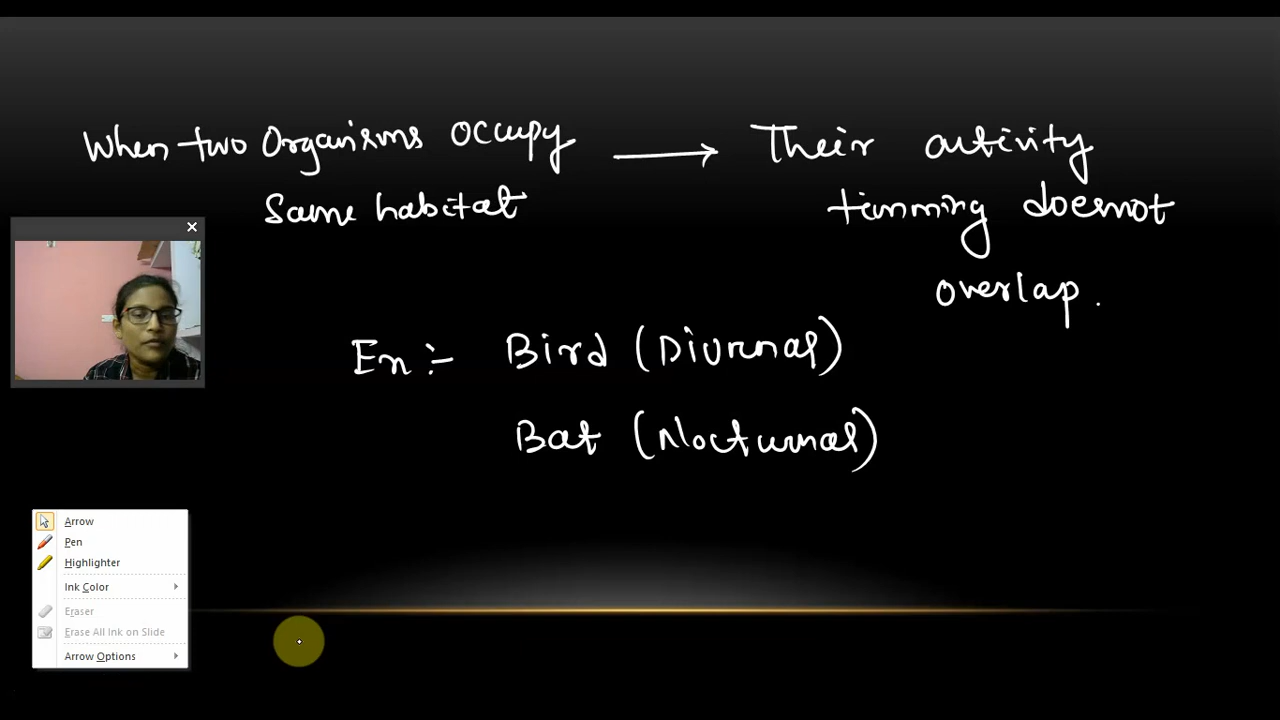 When two Organisms occupy → Their activity
Same habitat
timming doesnot
overlap.
Ex :- Bird (Diurnal)
Bat (Nocturnal)
Arrow
Pen
Highlighter
Ink Color
Eraser
Erase All Ink on Slide
Arrow Options